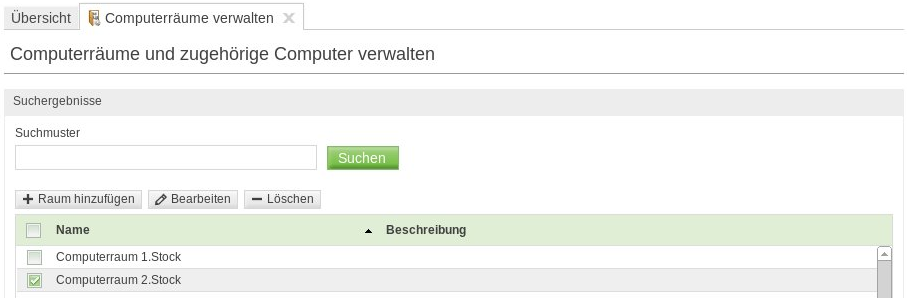 Übersicht Computerräume verwalten
Computerräume und zugehörige Computer verwalten
Suchergebnisse
Suchmuster
Suchen
Raum hinzufügen Bearbeiten Löschen
Name Beschreibung
Computerraum 1.Stock
Computerraum 2.Stock